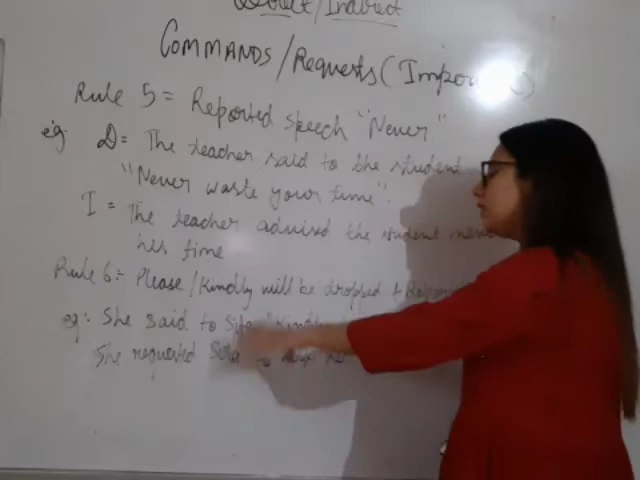 Direct/Indirect
COMMANDS/Requests (Impo
Rule 5 = Reported speech "Never"
eg. D = The teacher said to the student
"Never waste your time".
I = The teacher advised the student
his time
Rule 6:- Please/Kindly will be dropped &
eg:- She said to Sita "Kindly
She requested Sita to